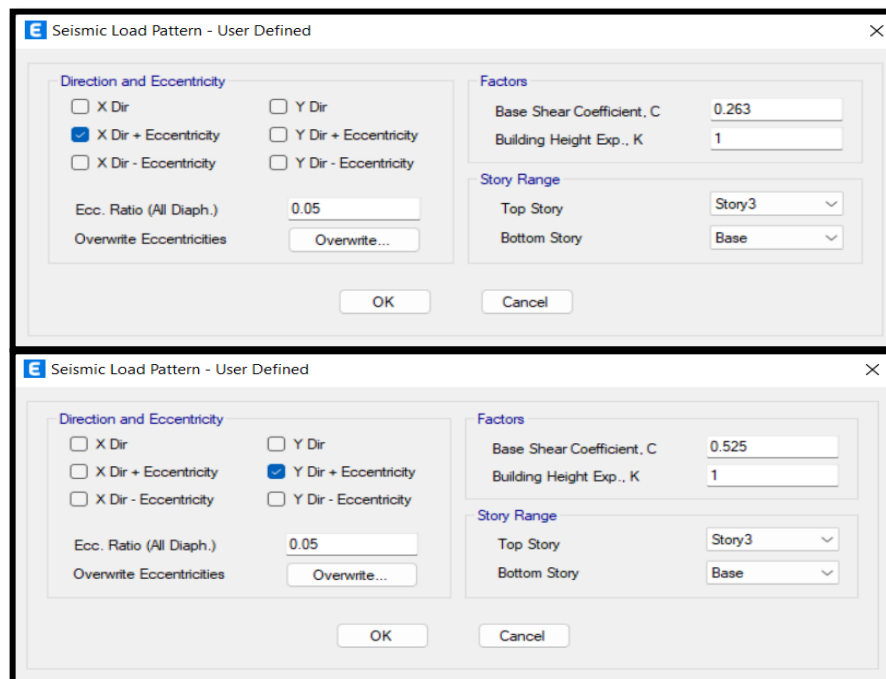 E Seismic Load Pattern - User Defined
Direction and Eccentricity
X Dir
Y Dir
X Dir + Eccentricity
Y Dir + Eccentricity
X Dir - Eccentricity
Y Dir - Eccentricity
Ecc. Ratio (All Diaph.) 0.05
Overwrite Eccentricities Overwrite...
Factors
Base Shear Coefficient, C 0.263
Building Height Exp., K 1
Story Range
Top Story Story3
Bottom Story Base
OK Cancel
E Seismic Load Pattern - User Defined
Direction and Eccentricity
X Dir
Y Dir
X Dir + Eccentricity
Y Dir + Eccentricity
X Dir - Eccentricity
Y Dir - Eccentricity
Ecc. Ratio (All Diaph.) 0.05
Overwrite Eccentricities Overwrite...
Factors
Base Shear Coefficient, C 0.525
Building Height Exp., K 1
Story Range
Top Story Story3
Bottom Story Base
OK Cancel